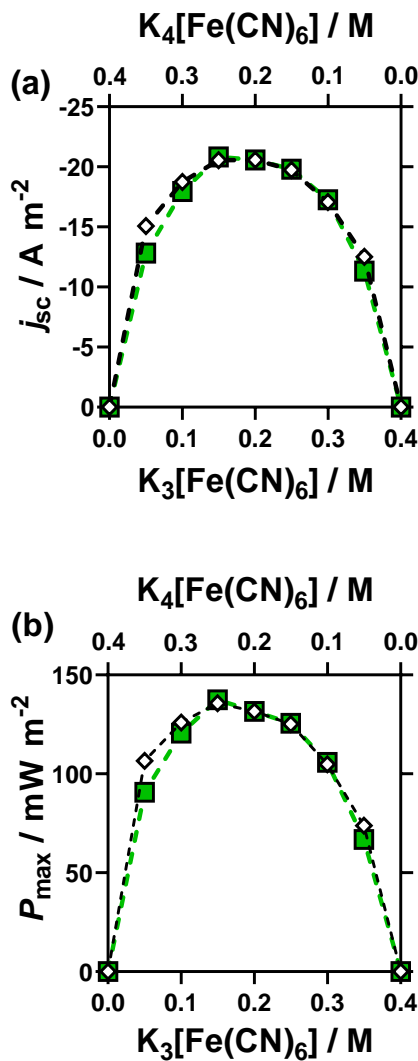 K4[Fe(CN)6] / M
0.4 0.3 0.2 0.1 0.0
(a)
-25
-20
-15
-10
-5
0
jsc / A m-2
0.0 0.1 0.2 0.3 0.4
K3[Fe(CN)6] / M
K4[Fe(CN)6] / M
(b)
0.4 0.3 0.2 0.1 0.0
150
100
50
0
Pmax / mW m-2
0.0 0.1 0.2 0.3 0.4
K3[Fe(CN)6] / M